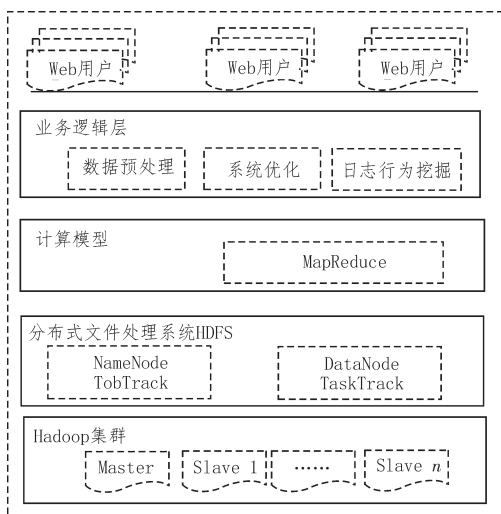 Web用户 Web用户 Web用户
业务逻辑层
数据预处理 系统优化 日志行为挖掘
计算模型
MapReduce
分布式文件处理系统HDFS
NameNode DataNode
TobTrack TaskTrack
Hadoop集群
Master Slave 1 …… Slave n